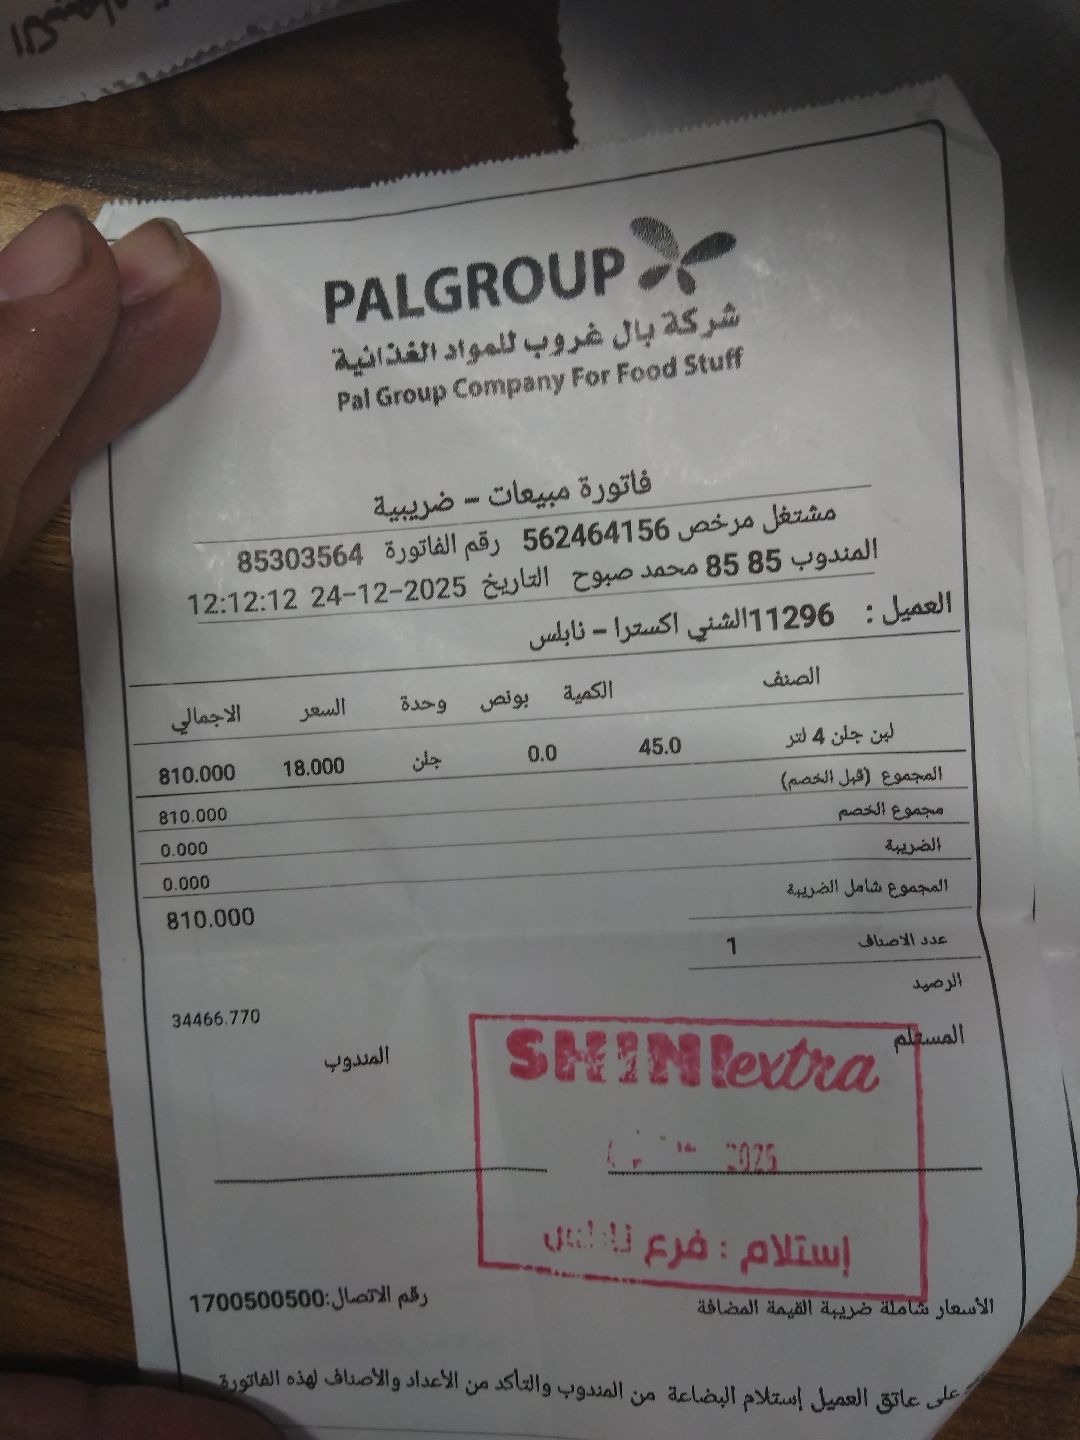 PALGROUP
شركة بال غروب للمواد الغذائية
Pal Group Company For Food Stuff
فاتورة مبيعات - ضريبية
مشتغل مرخص 562464156 رقم الفاتورة 85303564
المندوب 85 85 محمد صبوح التاريخ 24-12-2025 12:12:12
العميل : 11296الشني اكسترا - نابلس
الصنف الكمية بونص وحدة السعر الاجمالي
لبن جلن 4 لتر 45.0 0.0 جلن 18.000 810.000
المجموع (قبل الخصم) 810.000
مجموع الخصم 0.000
الضريبة 0.000
المجموع شامل الضريبة 810.000
عدد الاصناف 1
الرصيد 34466.770
المستلم المندوب
SHINI extra
2025
إستلام : فرع نابلس
الأسعار شاملة ضريبة القيمة المضافة رقم الاتصال:1700500500
على عاتق العميل إستلام البضاعة من المندوب والتأكد من الأعداد والأصناف لهذه الفاتورة